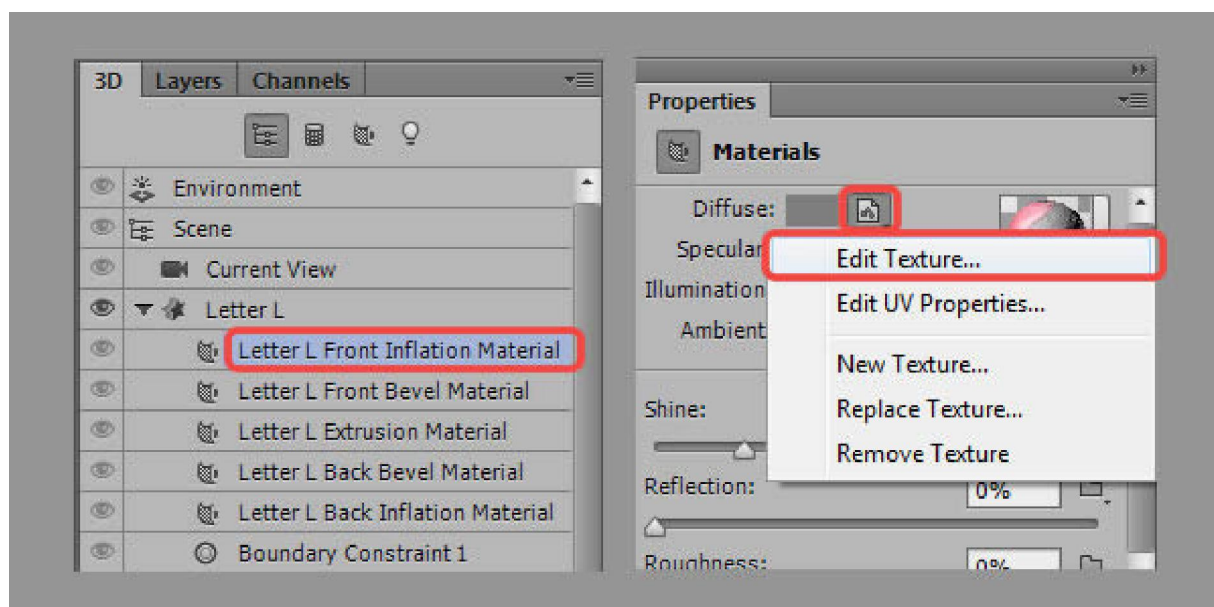 3D Layers Channels
Environment
Scene
Current View
Letter L
Letter L Front Inflation Material
Letter L Front Bevel Material
Letter L Extrusion Material
Letter L Back Bevel Material
Letter L Back Inflation Material
Boundary Constraint 1
Properties
Materials
Diffuse:
Specular
Illumination
Ambient
Edit Texture...
Edit UV Properties...
New Texture...
Replace Texture...
Remove Texture
Shine:
Reflection: 0%
Roughness: 0%